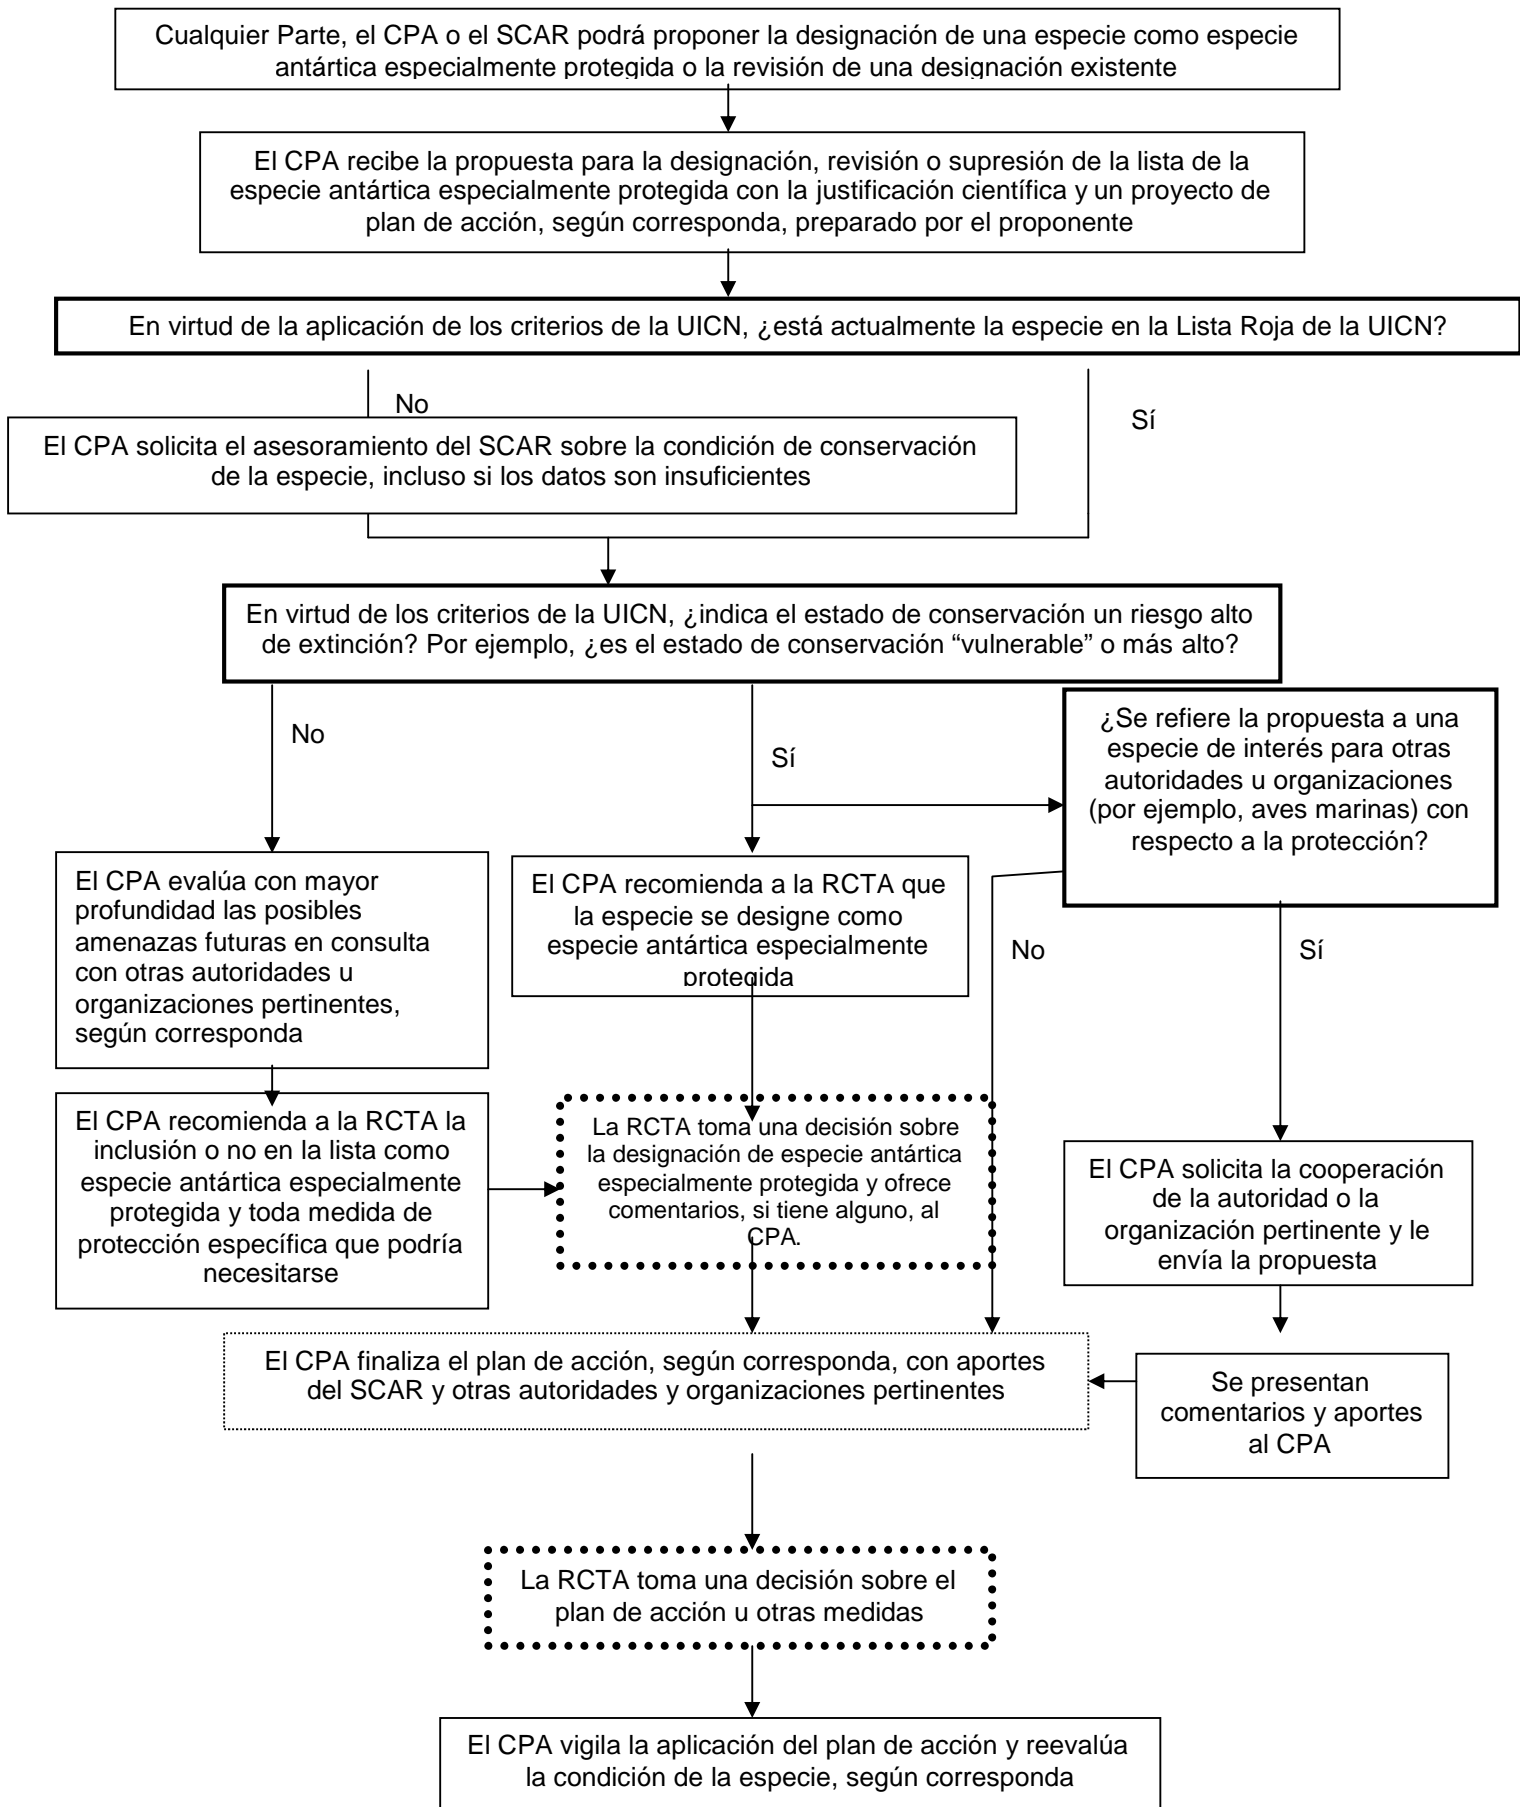 Cualquier Parte, el CPA o el SCAR podrá proponer la designación de una especie como especie
antártica especialmente protegida o la revisión de una designación existente
El CPA recibe la propuesta para la designación, revisión o supresión de la lista de la
especie antártica especialmente protegida con la justificación científica y un proyecto de
plan de acción, según corresponda, preparado por el proponente
En virtud de la aplicación de los criterios de la UICN, ¿está actualmente la especie en la Lista Roja de la UICN?
No
Sí
El CPA solicita el asesoramiento del SCAR sobre la condición de conservación
de la especie, incluso si los datos son insuficientes
En virtud de los criterios de la UICN, ¿indica el estado de conservación un riesgo alto
de extinción? Por ejemplo, ¿es el estado de conservación “vulnerable” o más alto?
No
Sí
¿Se refiere la propuesta a una
especie de interés para otras
autoridades u organizaciones
(por ejemplo, aves marinas) con
respecto a la protección?
El CPA evalúa con mayor
profundidad las posibles
amenazas futuras en consulta
con otras autoridades u
organizaciones pertinentes,
según corresponda
El CPA recomienda a la RCTA que
la especie se designe como
especie antártica especialmente
protegida
No
Sí
El CPA recomienda a la RCTA la
inclusión o no en la lista como
especie antártica especialmente
protegida y toda medida de
protección específica que podría
necesitarse
La RCTA toma una decisión sobre
la designación de especie antártica
especialmente protegida y ofrece
comentarios, si tiene alguno, al
CPA.
El CPA solicita la cooperación
de la autoridad o la
organización pertinente y le
envía la propuesta
El CPA finaliza el plan de acción, según corresponda, con aportes
del SCAR y otras autoridades y organizaciones pertinentes
Se presentan
comentarios y aportes
al CPA
La RCTA toma una decisión sobre el
plan de acción u otras medidas
El CPA vigila la aplicación del plan de acción y reevalúa
la condición de la especie, según corresponda